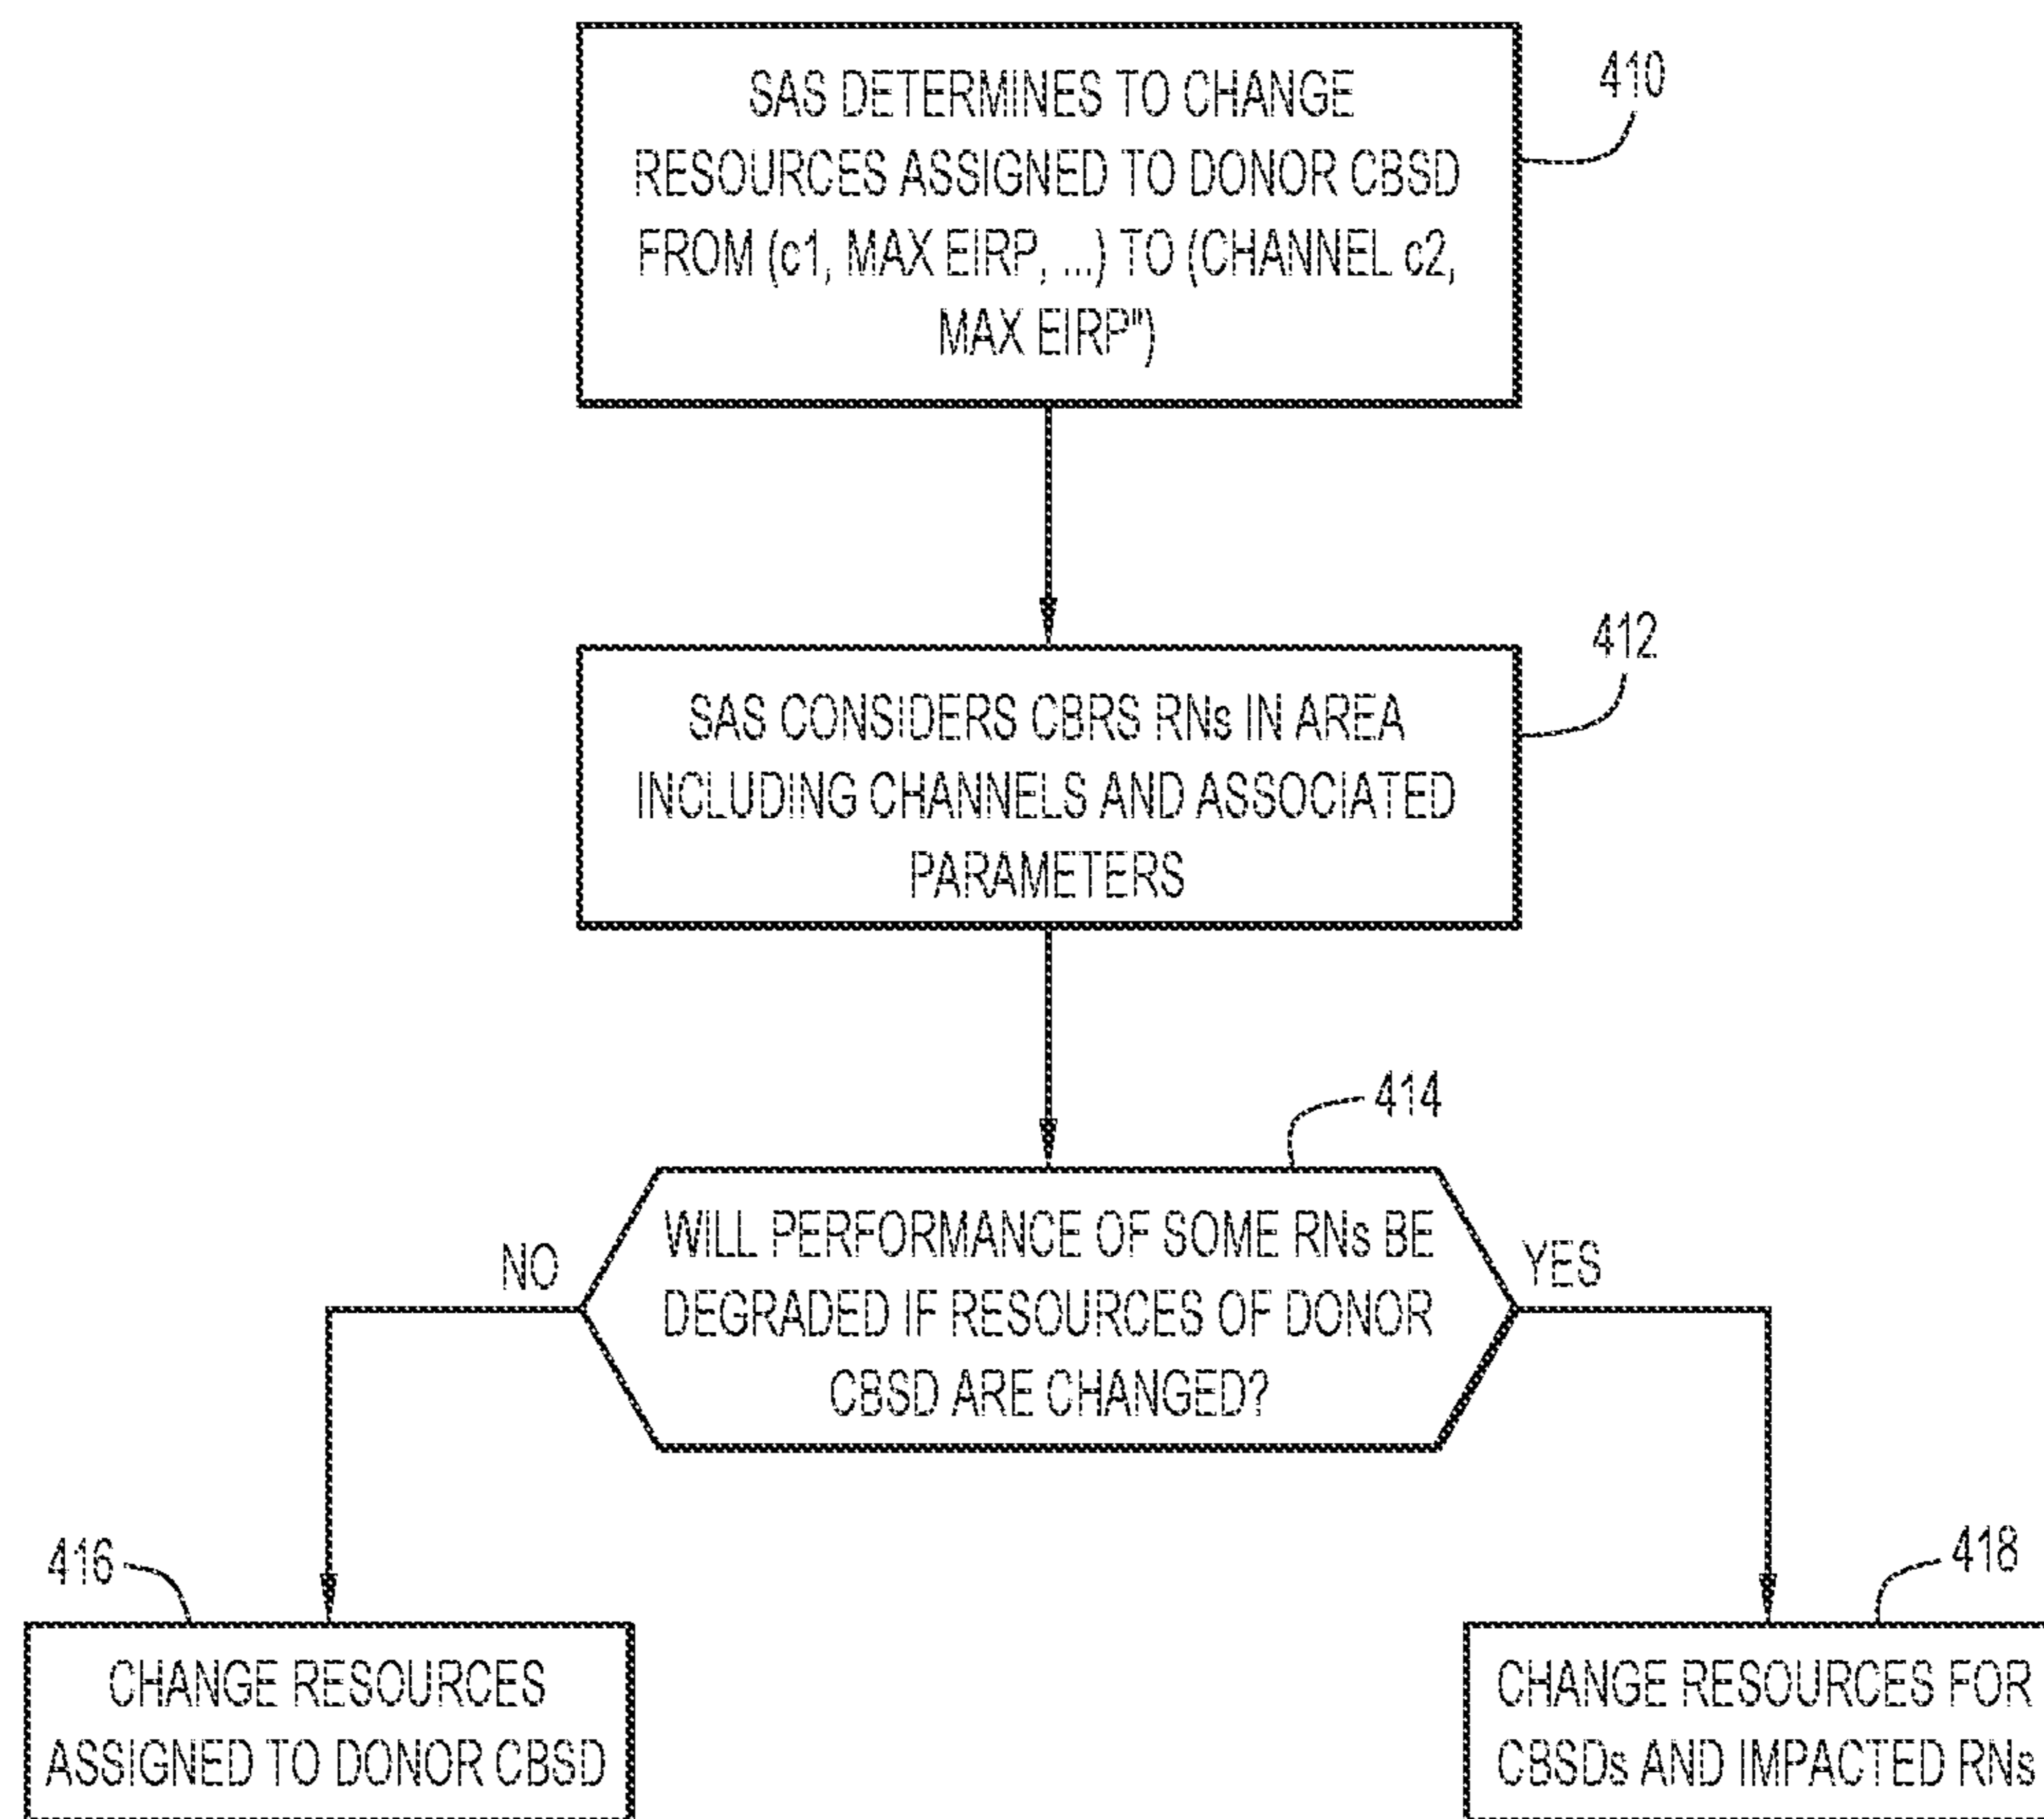 SAS DETERMINES TO CHANGE
RESOURCES ASSIGNED TO DONOR CBSD
FROM (c1, MAX EIRP, ...) TO (CHANNEL c2,
MAX EIRP")
410
SAS CONSIDERS CBRS RNs IN AREA
INCLUDING CHANNELS AND ASSOCIATED
PARAMETERS
412
414
WILL PERFORMANCE OF SOME RNs BE
DEGRADED IF RESOURCES OF DONOR
CBSD ARE CHANGED?
NO
YES
416
CHANGE RESOURCES
ASSIGNED TO DONOR CBSD
418
CHANGE RESOURCES FOR
CBSDs AND IMPACTED RNs